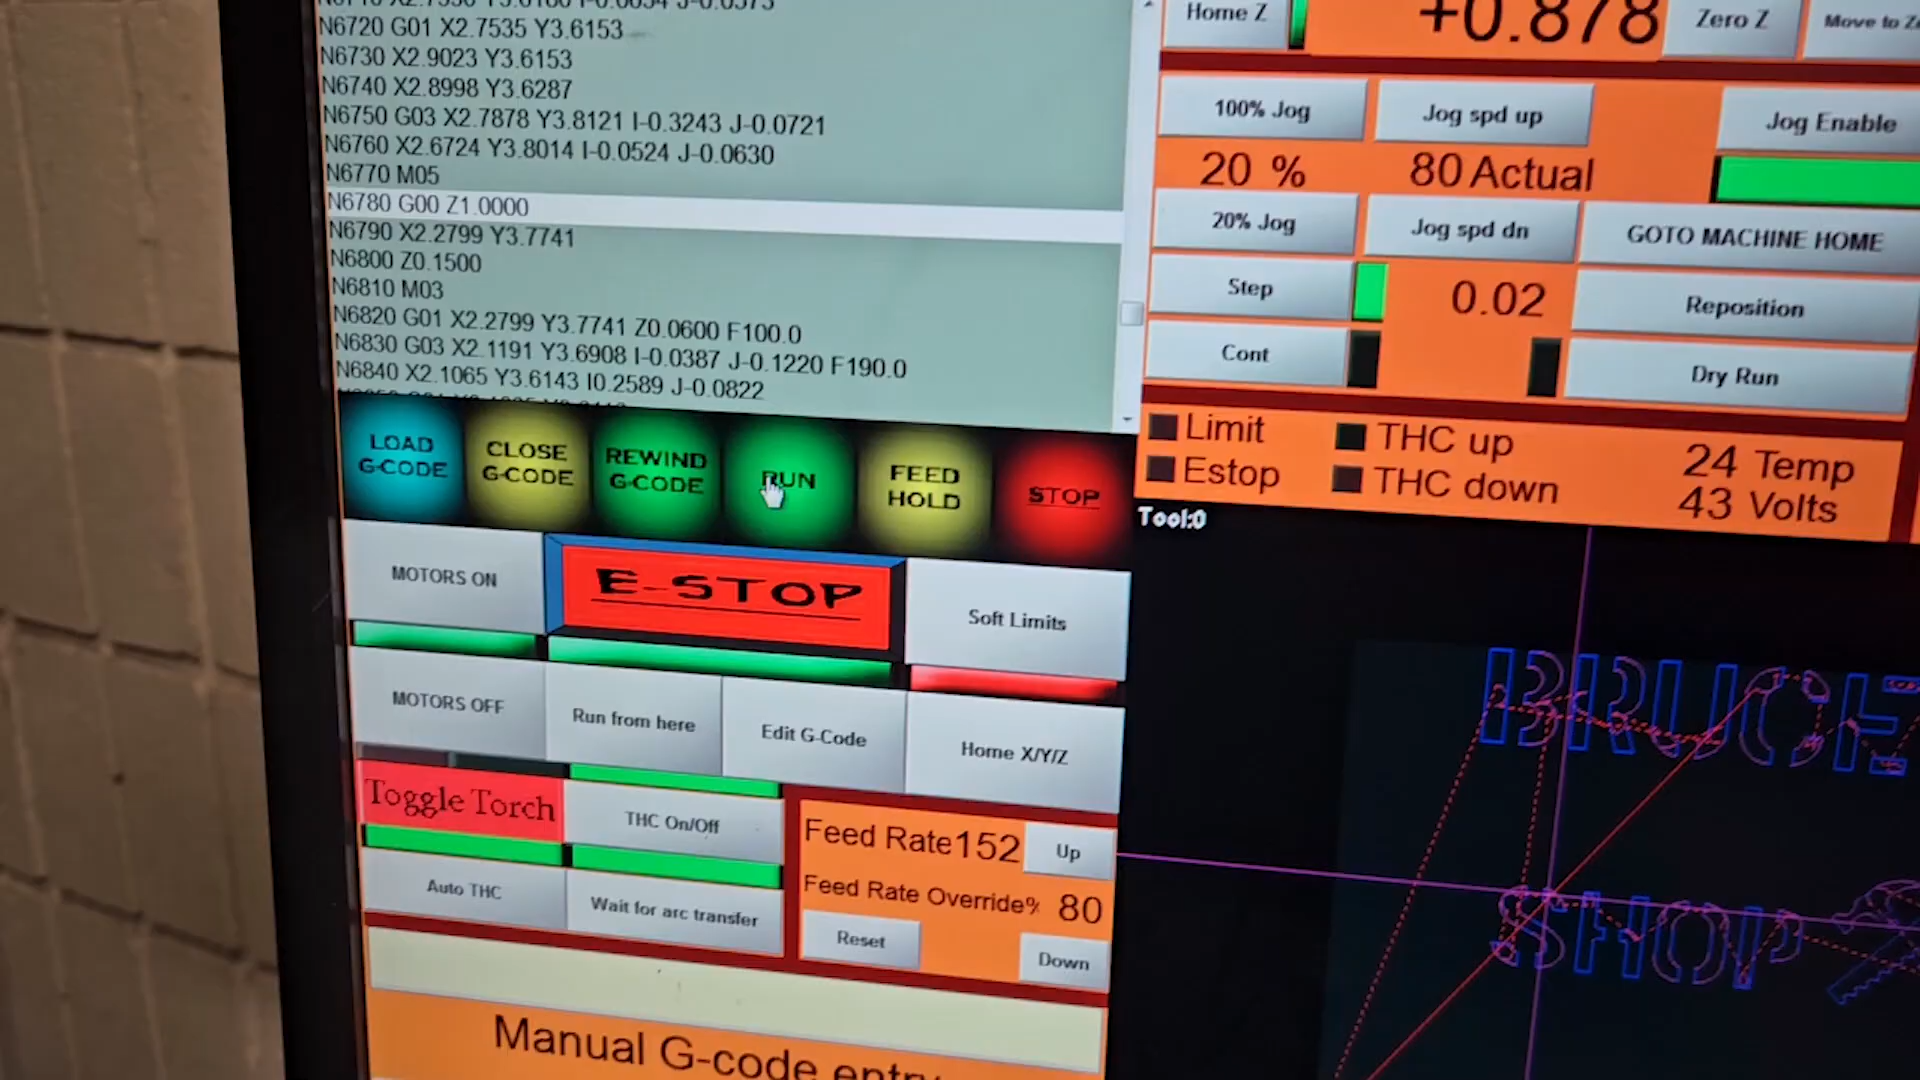 N6720 G01 X2.7535 Y3.6153
N6730 X2.9023 Y3.6153
N6740 X2.8998 Y3.6287
N6750 G03 X2.7878 Y3.8121 I-0.3243 J-0.0721
N6760 X2.6724 Y3.8014 I-0.0524 J-0.0630
N6770 M05
N6780 G00 Z1.0000
N6790 X2.2799 Y3.7741
N6800 Z0.1500
N6810 M03
N6820 G01 X2.2799 Y3.7741 Z0.0600 F100.0
N6830 G03 X2.1191 Y3.6908 I-0.0387 J-0.1220 F190.0
N6840 X2.1065 Y3.6143 I0.2589 J-0.0822
LOAD G-CODE
CLOSE G-CODE
REWIND G-CODE
RUN
FEED HOLD
STOP
MOTORS ON
E-STOP
Soft Limits
MOTORS OFF
Run from here
Edit G-Code
Home X/Y/Z
Toggle Torch
THC On/Off
Auto THC
Wait for arc transfer
Feed Rate 152
Up
Feed Rate Override% 80
Reset
Down
Manual G-code entry
Home Z
+0.878
Zero Z
Move to
100% Jog
Jog spd up
Jog Enable
20 %
80 Actual
20% Jog
Jog spd dn
GOTO MACHINE HOME
Step
0.02
Reposition
Cont
Dry Run
Limit
THC up
24 Temp
Estop
THC down
43 Volts
Tool:0
BRUCE
SHOP